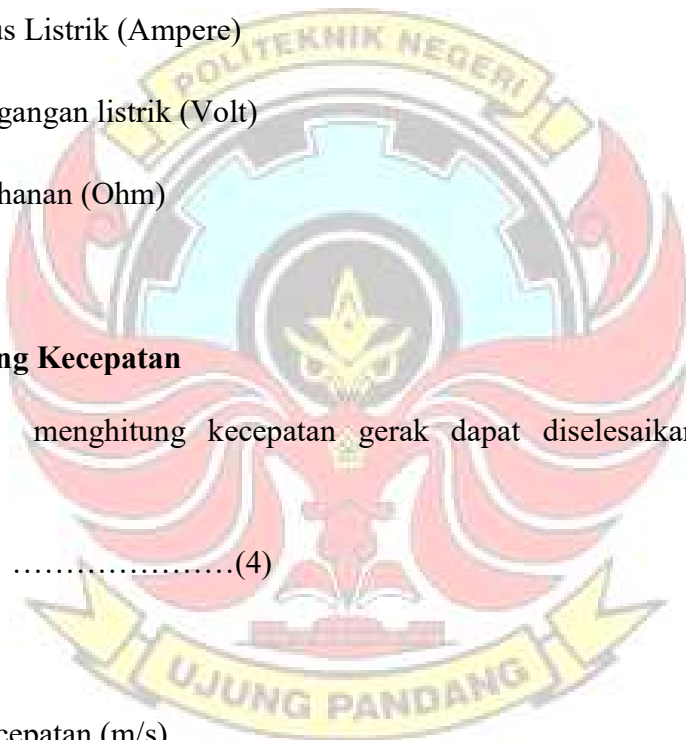 us Listrik (Ampere)
POLITEKNIK NEGERI
gangan listrik (Volt)
hanan (Ohm)
ng Kecepatan
menghitung kecepatan gerak dapat diselesaikan
.....................(4)
UJUNG PANDANG
cepatan (m/s)